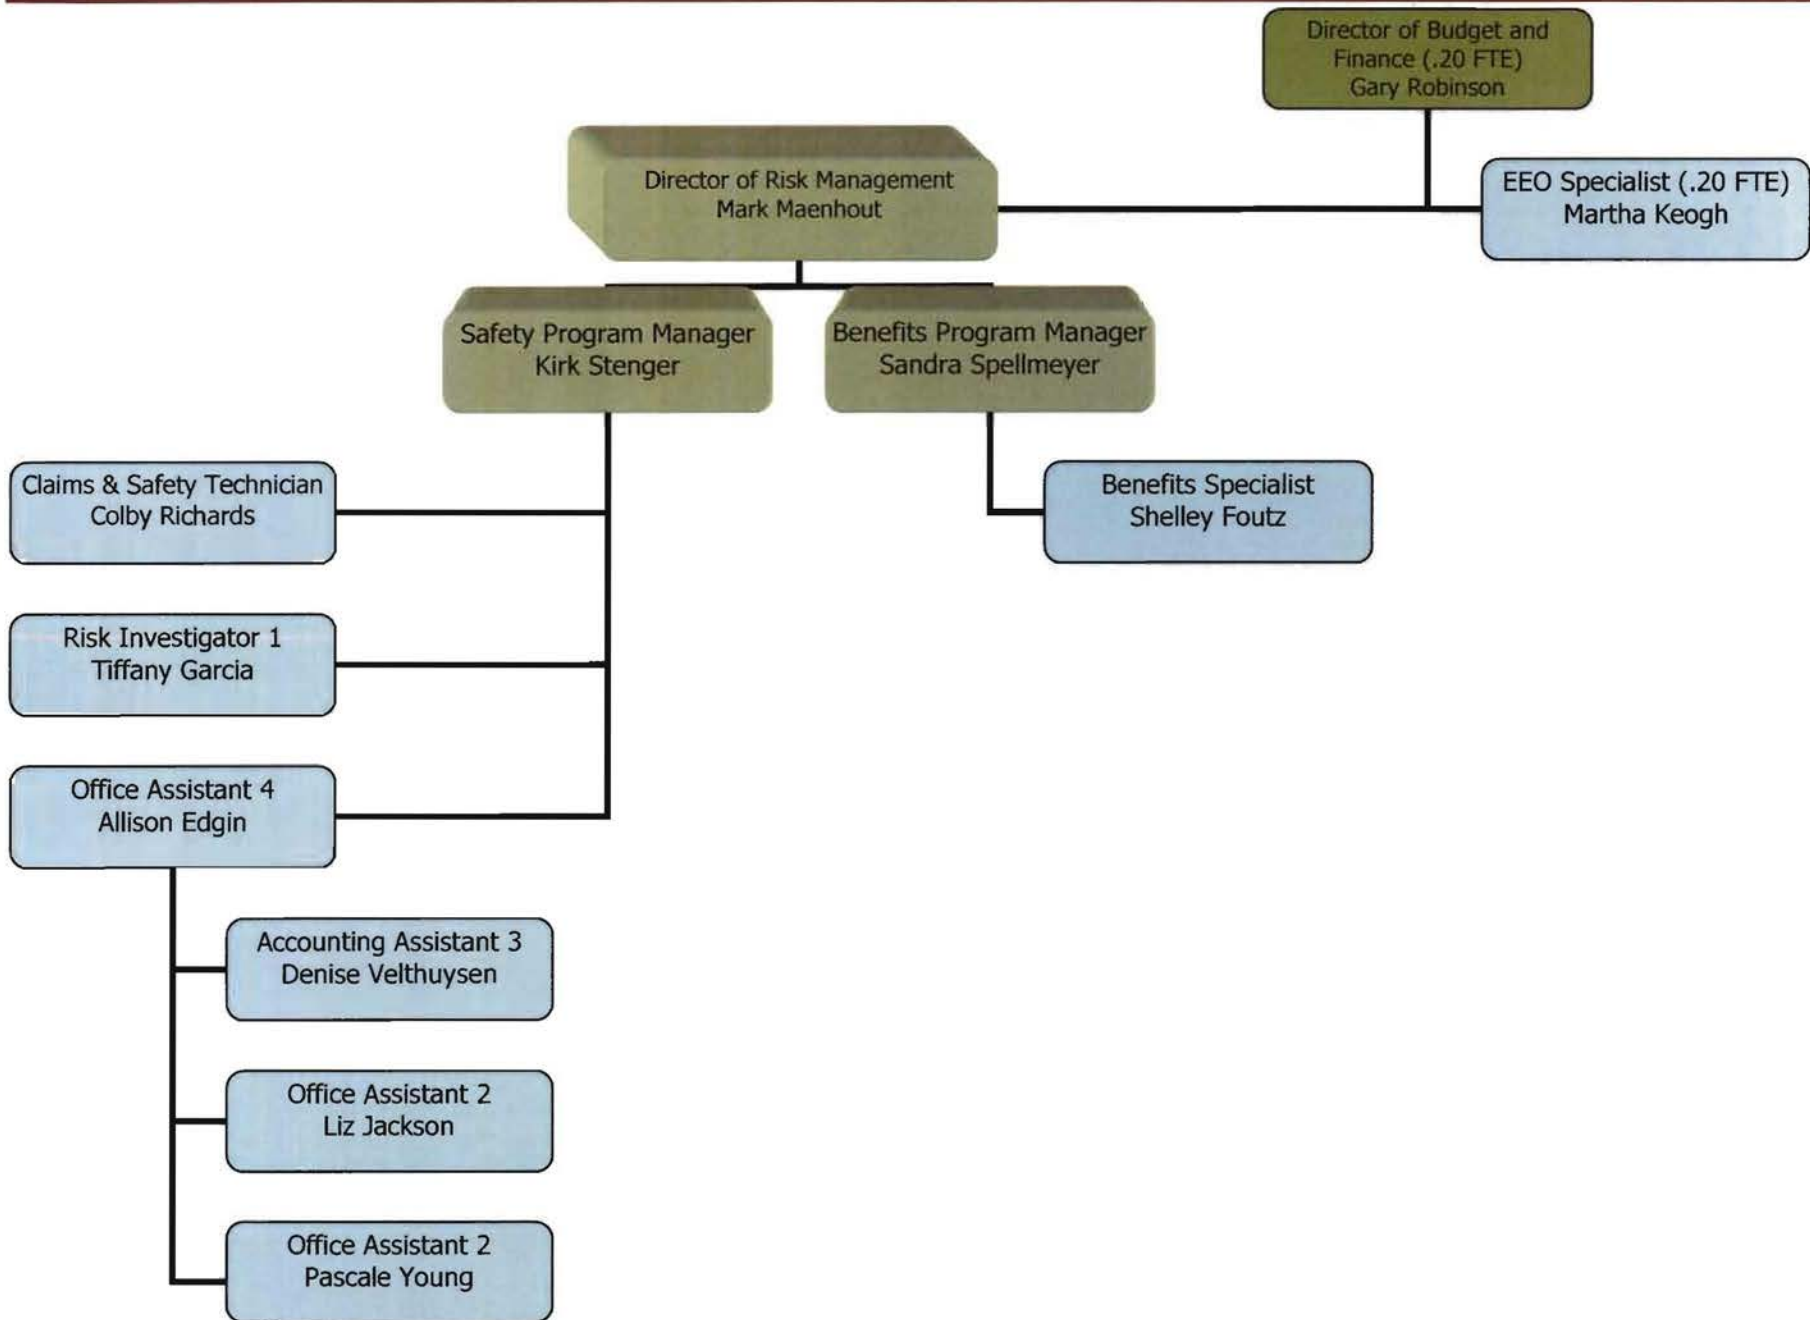 Director of Budget and
Finance (.20 FTE)
Gary Robinson
Director of Risk Management
Mark Maenhout
EEO Specialist (.20 FTE)
Martha Keogh
Safety Program Manager
Kirk Stenger
Benefits Program Manager
Sandra Spellmeyer
Claims & Safety Technician
Colby Richards
Benefits Specialist
Shelley Foutz
Risk Investigator 1
Tiffany Garcia
Office Assistant 4
Allison Edgin
Accounting Assistant 3
Denise Velthuysen
Office Assistant 2
Liz Jackson
Office Assistant 2
Pascale Young